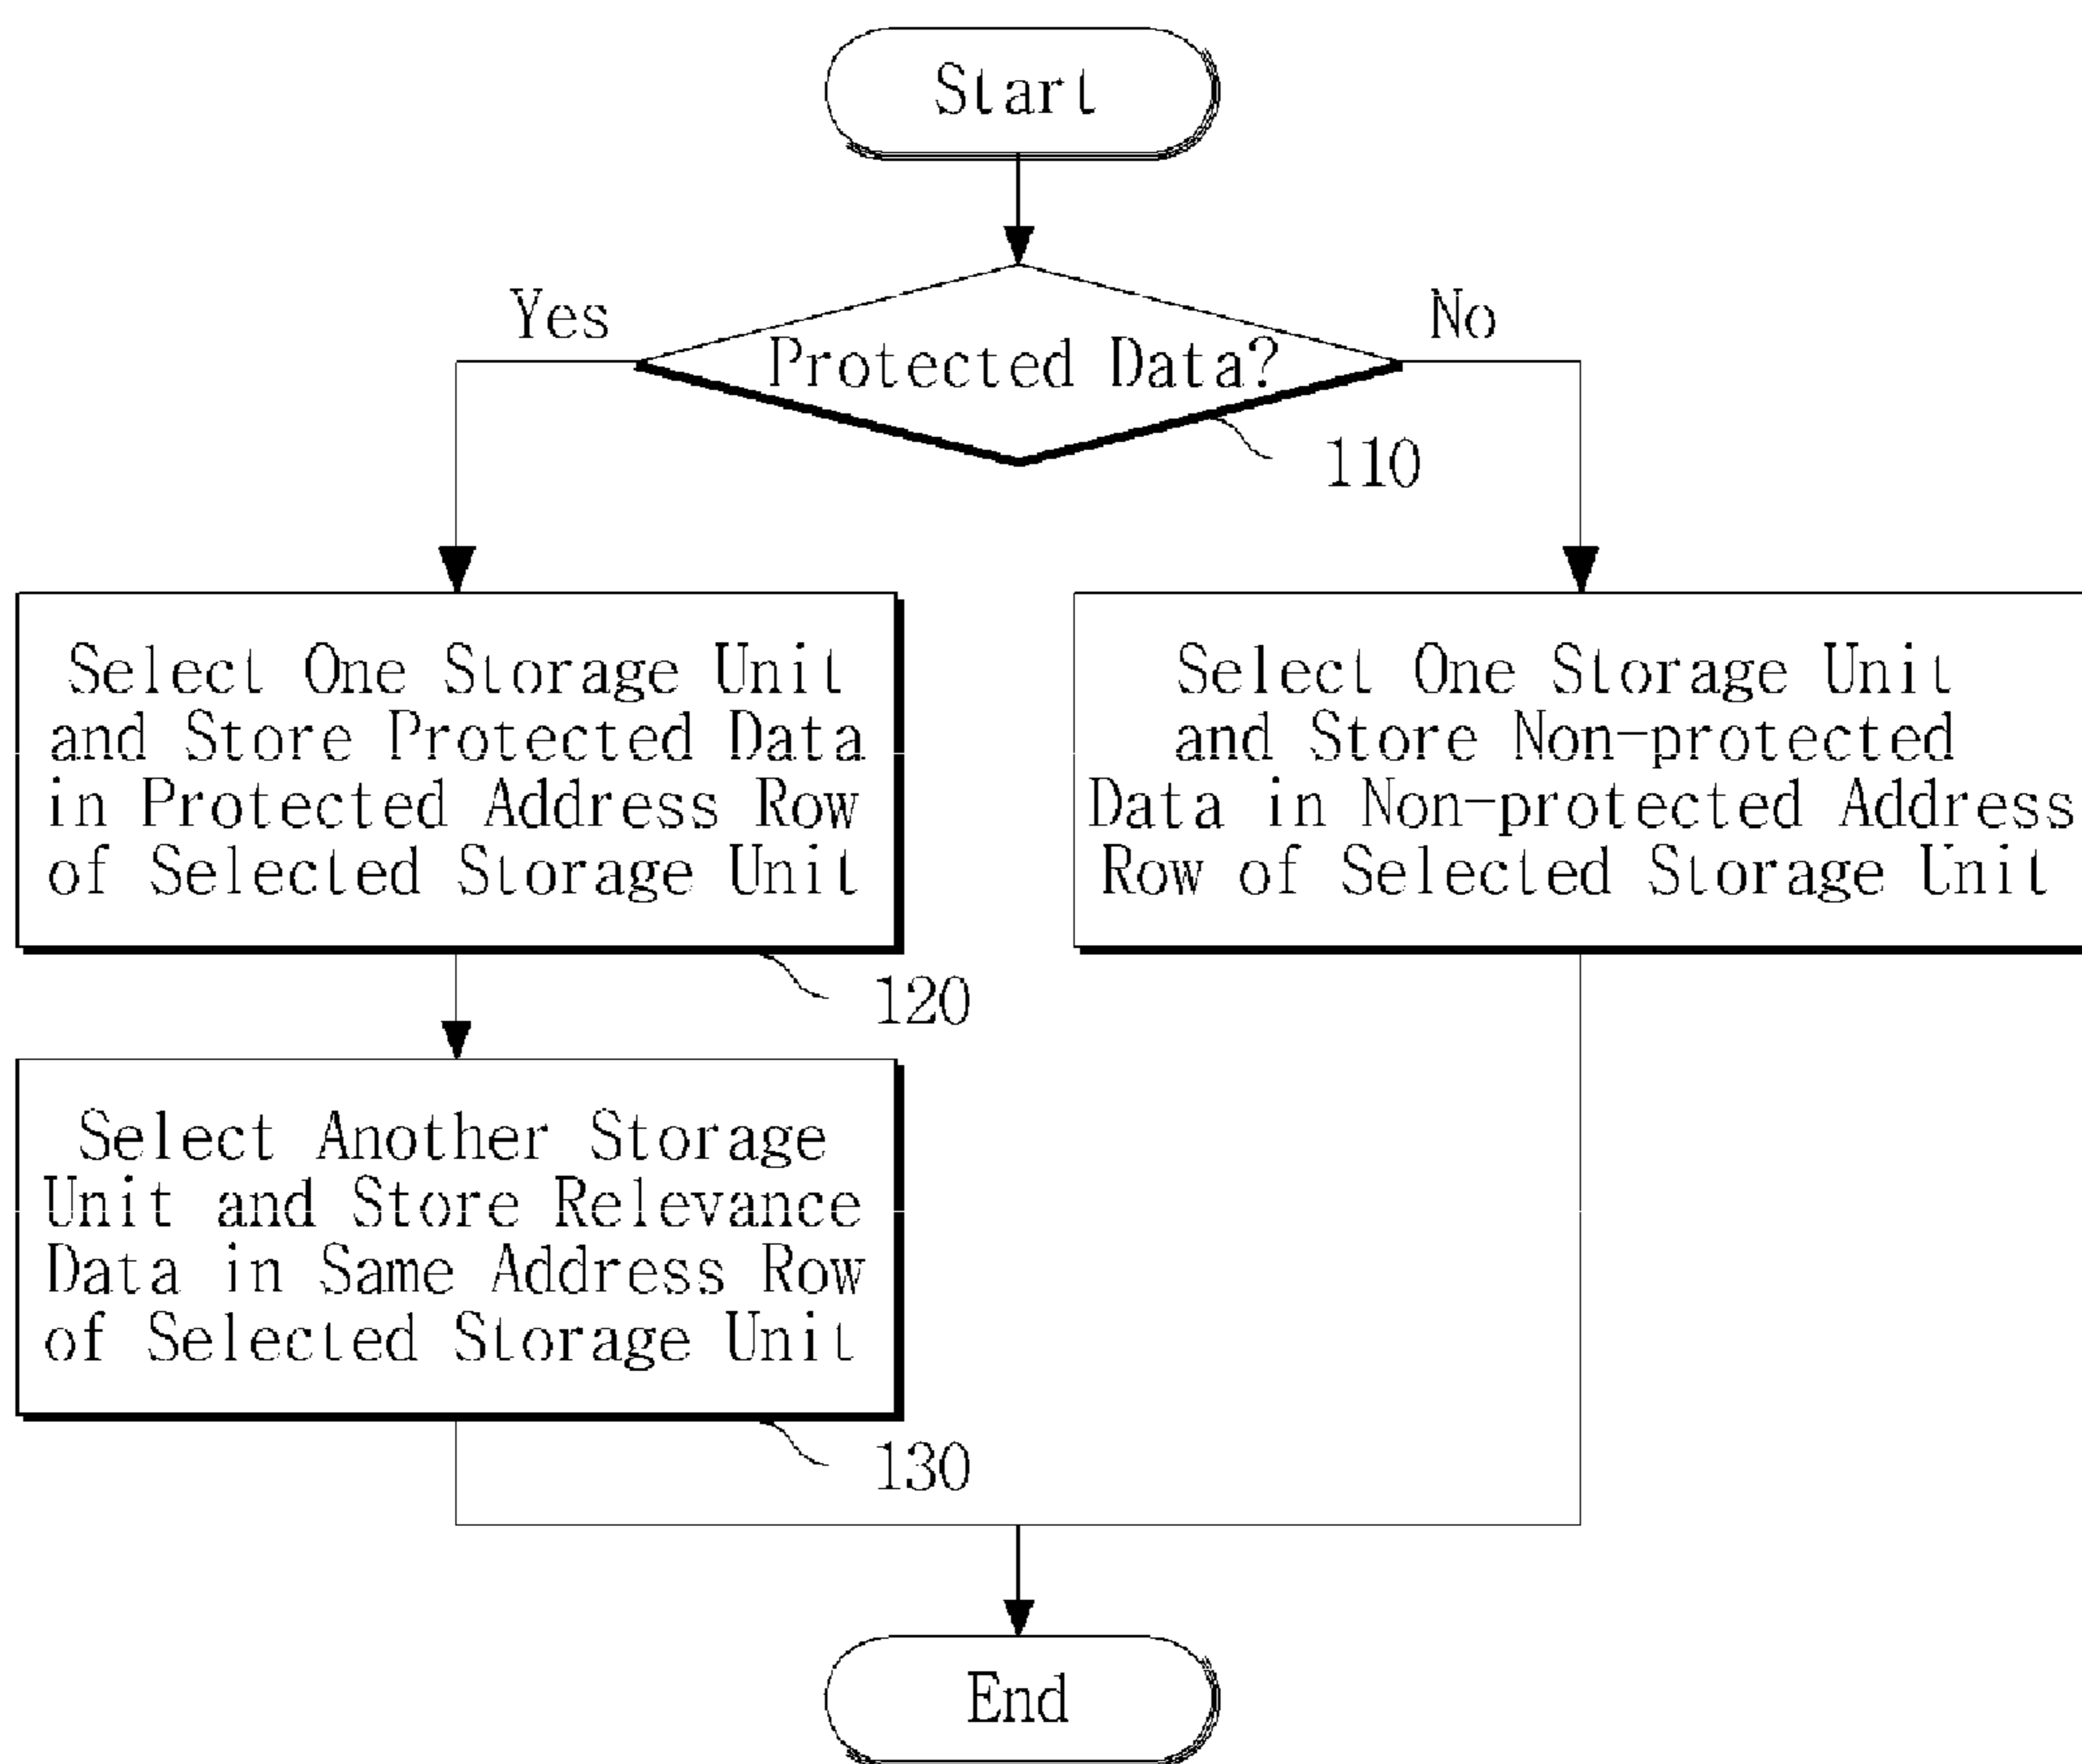 Start
Yes
No
Protected Data?
110
Select One Storage Unit
and Store Protected Data
in Protected Address Row
of Selected Storage Unit
Select One Storage Unit
and Store Non-protected
Data in Non-protected Address
Row of Selected Storage Unit
120
Select Another Storage
Unit and Store Relevance
Data in Same Address Row
of Selected Storage Unit
130
End